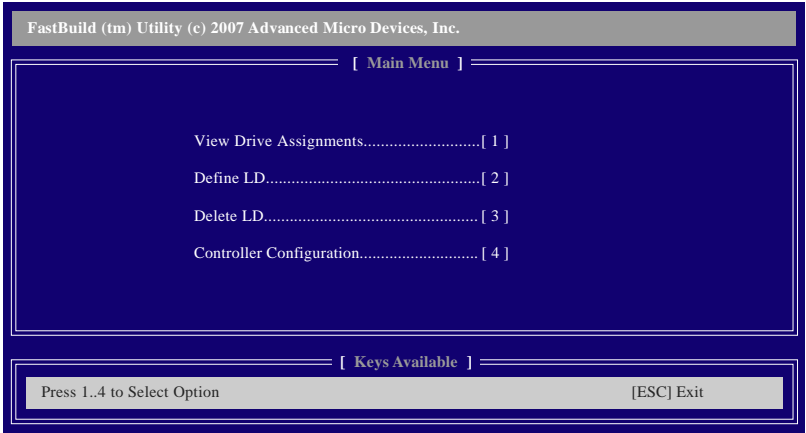 FastBuild (tm) Utility (c) 2007 Advanced Micro Devices, Inc.
[ Main Menu ]
View Drive Assignments...........................[ 1 ]
Define LD..................................................[ 2 ]
Delete LD.................................................. [ 3 ]
Controller Configuration............................ [ 4 ]
[ Keys Available ]
Press 1..4 to Select Option [ESC] Exit